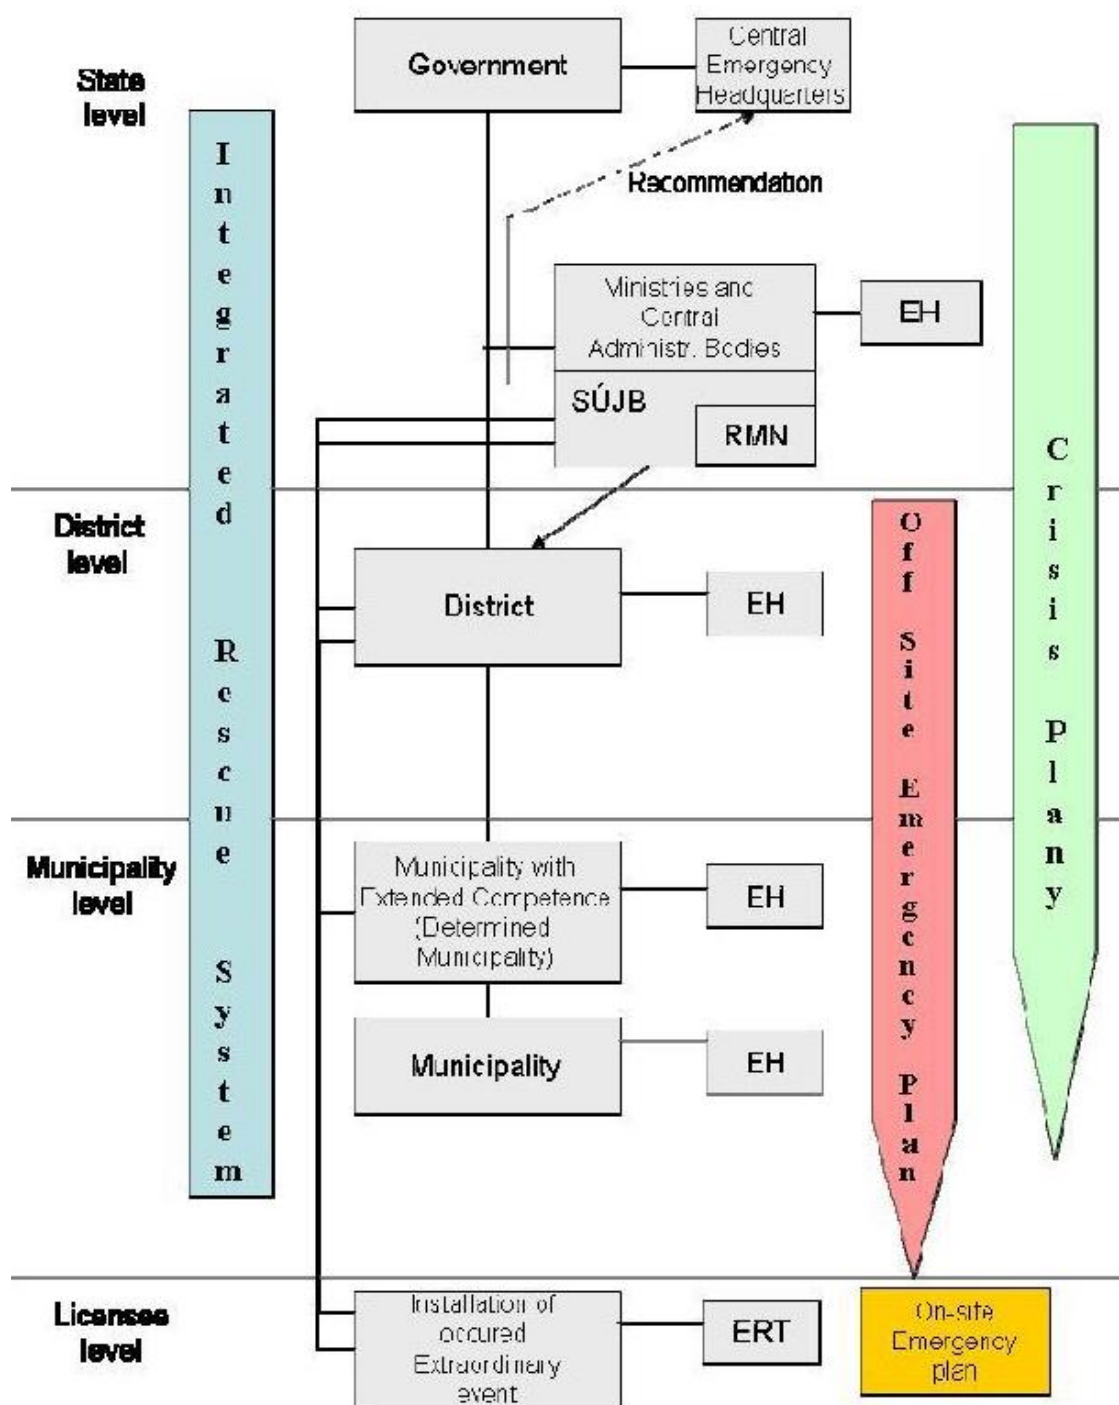 State
level
Government
Central
Emergency
Headquarters
Recommendation
Ministries and
Central
Administr. Bodies
EH
SÚJB
RMN
District
level
District
EH
Municipality
level
Municipality with
Extended Competence
(Determined
Municipality)
EH
Municipality
EH
Licensee
level
Installation of
occured
Extraordinary
event
ERT
On-site
Emergency
plan
Integrated Rescue System
Off Site Emergency Plan
Crisis Plany